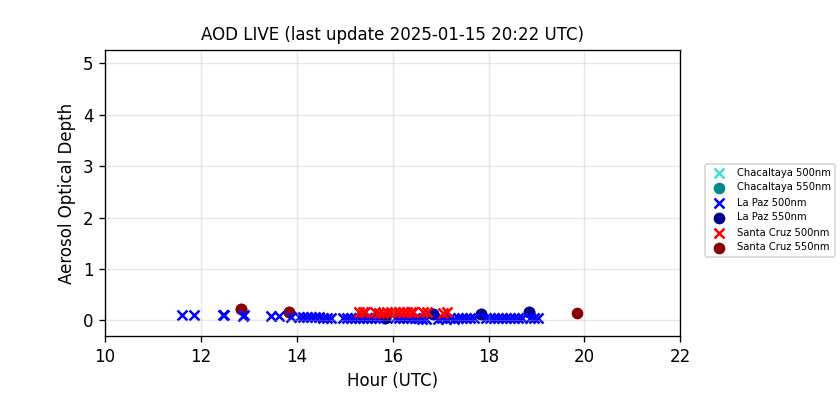 AOD LIVE (last update 2025-01-15 20:22 UTC)
5
4
3
2
1
0
Aerosol Optical Depth
10 12 14 16 18 20 22
Hour (UTC)
Chacaltaya 500nm
Chacaltaya 550nm
La Paz 500nm
La Paz 550nm
Santa Cruz 500nm
Santa Cruz 550nm